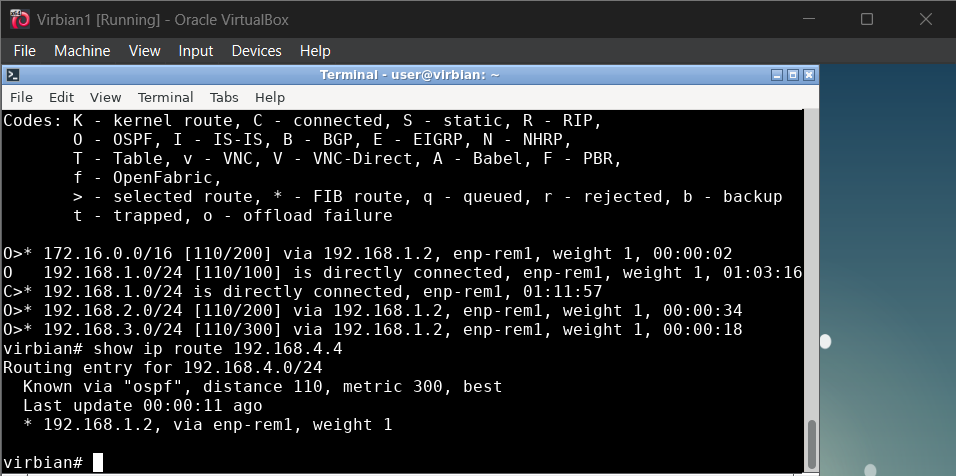 Virbian1 [Running] - Oracle VirtualBox
File Machine View Input Devices Help
Terminal - user@virbian: ~
File Edit View Terminal Tabs Help
Codes: K - kernel route, C - connected, S - static, R - RIP,
       O - OSPF, I - IS-IS, B - BGP, E - EIGRP, N - NHRP,
       T - Table, v - VNC, V - VNC-Direct, A - Babel, F - PBR,
       f - OpenFabric,
       > - selected route, * - FIB route, q - queued, r - rejected, b - backup
       t - trapped, o - offload failure
O>* 172.16.0.0/16 [110/200] via 192.168.1.2, enp-rem1, weight 1, 00:00:02
O   192.168.1.0/24 [110/100] is directly connected, enp-rem1, weight 1, 01:03:16
C>* 192.168.1.0/24 is directly connected, enp-rem1, 01:11:57
O>* 192.168.2.0/24 [110/200] via 192.168.1.2, enp-rem1, weight 1, 00:00:34
O>* 192.168.3.0/24 [110/300] via 192.168.1.2, enp-rem1, weight 1, 00:00:18
virbian# show ip route 192.168.4.4
Routing entry for 192.168.4.0/24
  Known via "ospf", distance 110, metric 300, best
  Last update 00:00:11 ago
  * 192.168.1.2, via enp-rem1, weight 1
virbian#